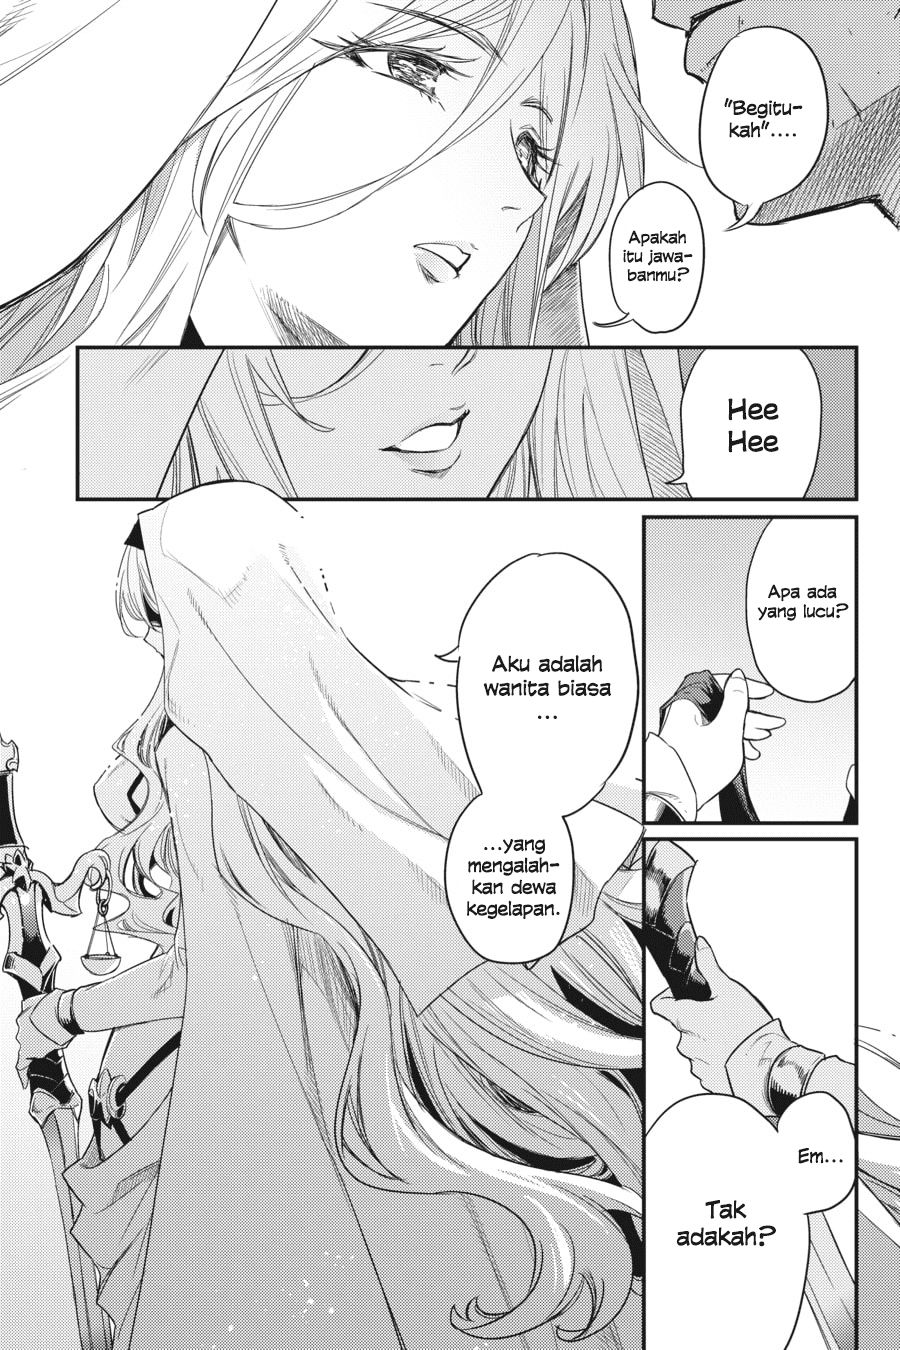 "Begitu-
kah"....
Apakah
itu jawa-
banmu?
Hee
Hee
Apa ada
yang lucu?
Aku adalah
wanita biasa
...
...yang
mengalah-
kan dewa
kegelapan.
Em...
Tak
adakah?